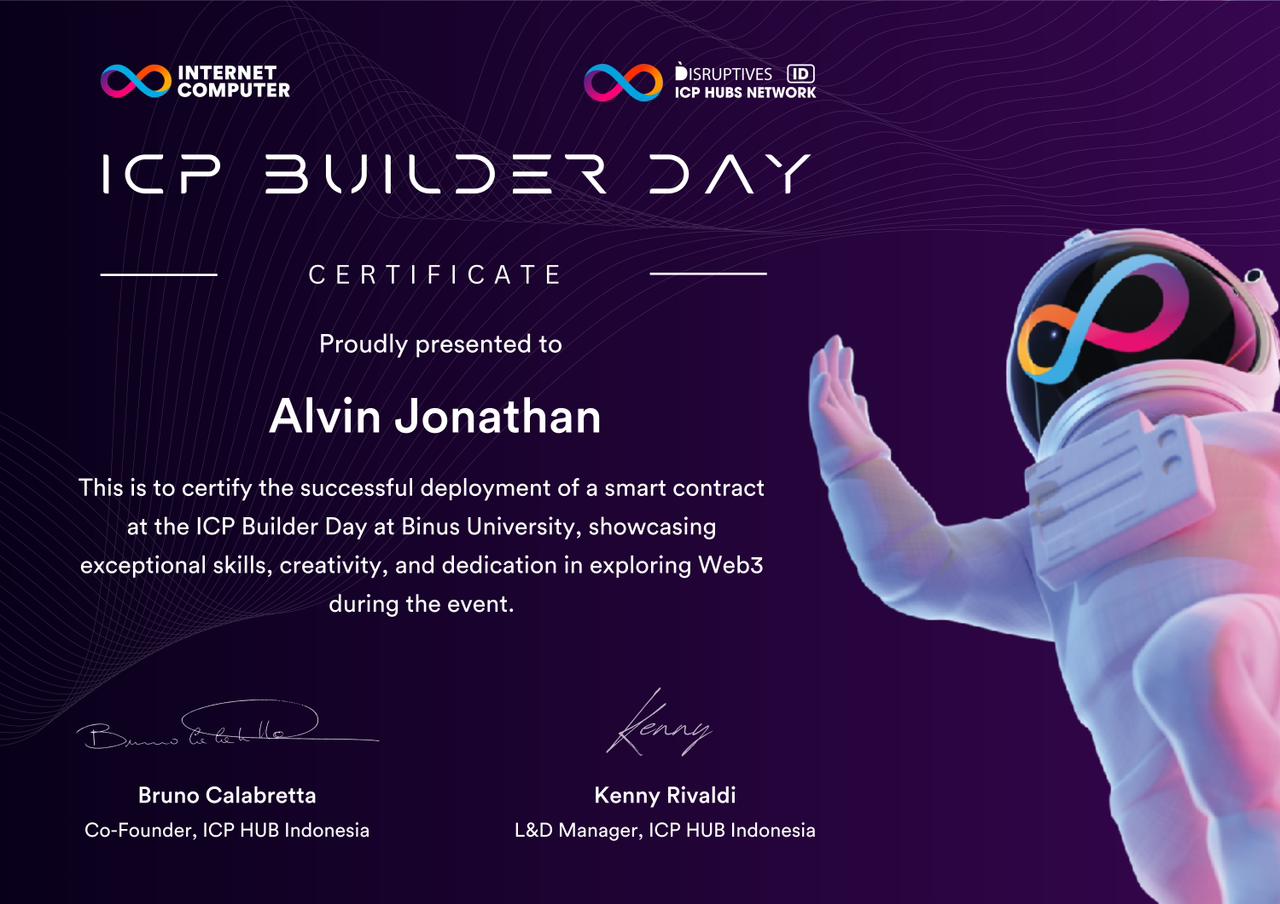 INTERNET
COMPUTER
DISRUPTIVES ID
ICP HUBS NETWORK
ICP BUILDER DAY
CERTIFICATE
Proudly presented to
Alvin Jonathan
This is to certify the successful deployment of a smart contract
at the ICP Builder Day at Binus University, showcasing
exceptional skills, creativity, and dedication in exploring Web3
during the event.
Bruno Calabretta
Kenny
Bruno Calabretta
Kenny Rivaldi
Co-Founder, ICP HUB Indonesia
L&D Manager, ICP HUB Indonesia